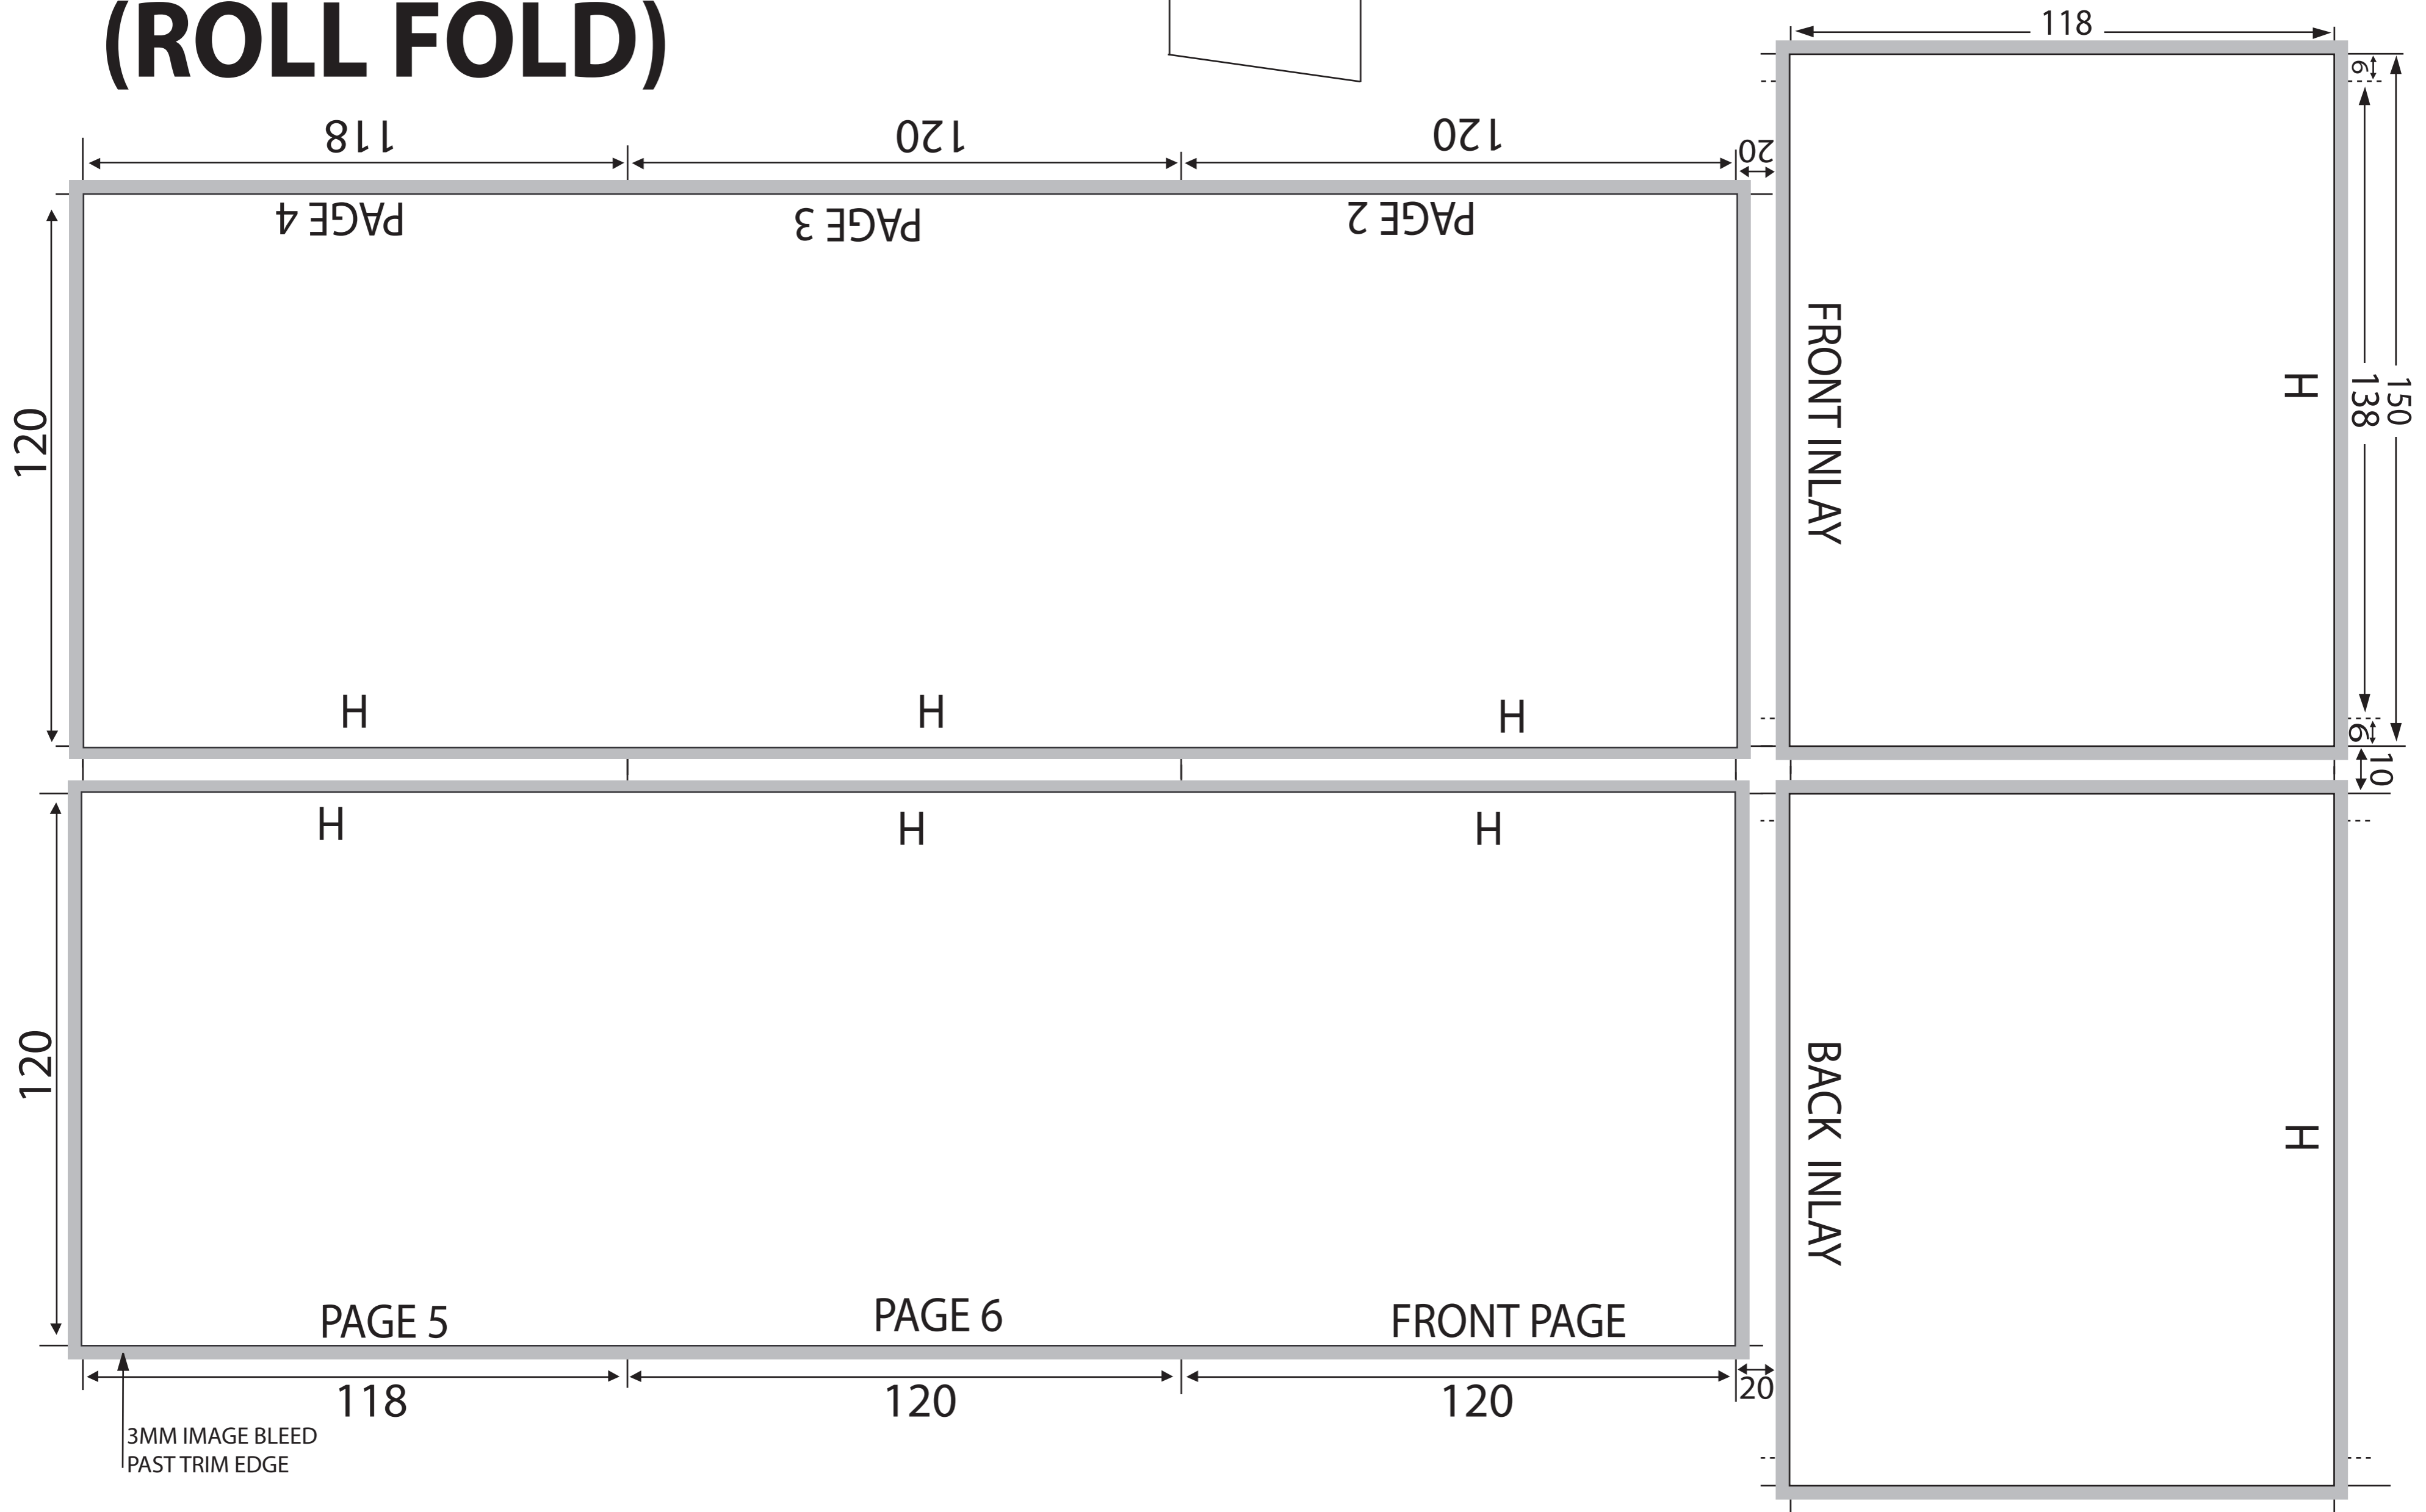 (ROLL FOLD)
118
118
120
120
20
6
PAGE 4
PAGE 3
PAGE 2
120
FRONT INLAY
H
138
150
H
H
H
6
10
H
H
H
120
BACK INLAY
H
PAGE 5
PAGE 6
FRONT PAGE
118
120
120
20
3MM IMAGE BLEED
PAST TRIM EDGE